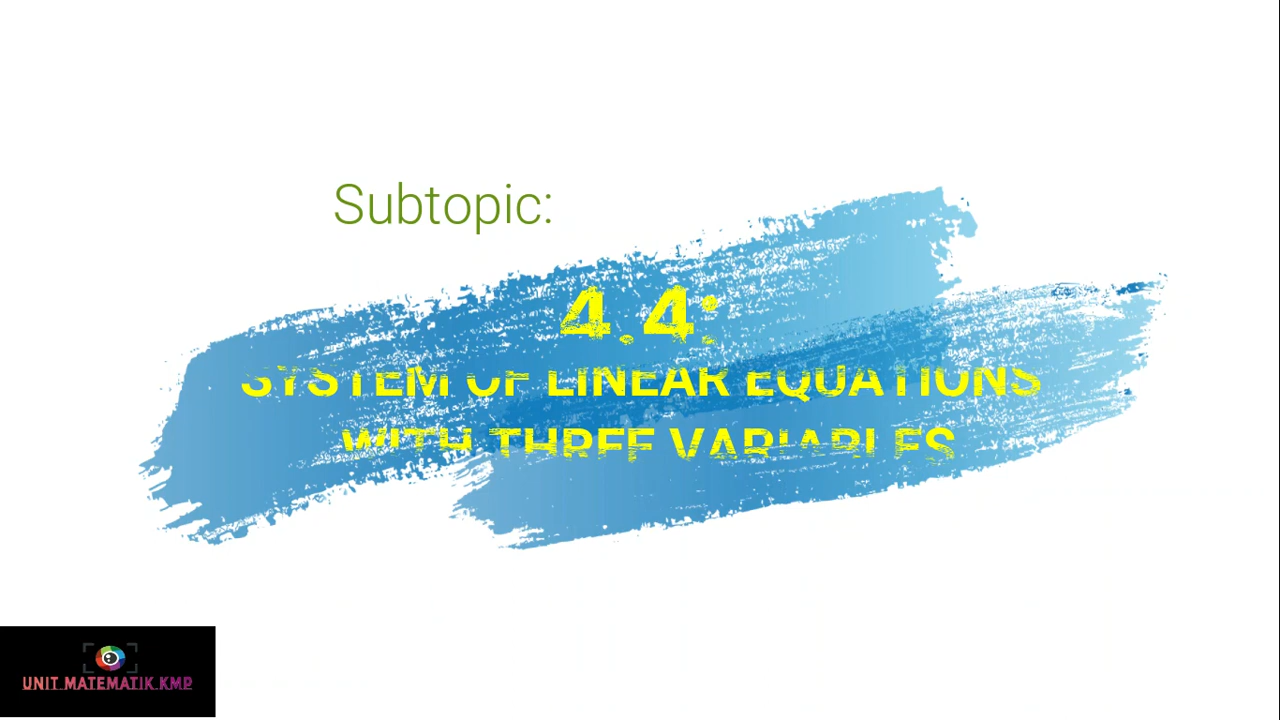 Subtopic:
4.4:
SYSTEM OF LINEAR EQUATIONS
WITH THREE VARIABLES
UNIT MATEMATIK KMP